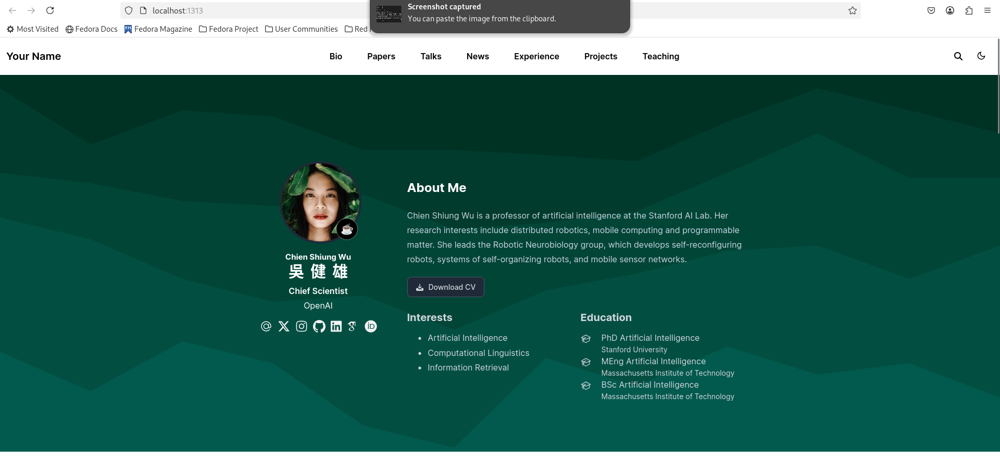 localhost:1313
Screenshot captured
You can paste the image from the clipboard.
Most Visited Fedora Docs Fedora Magazine Fedora Project User Communities Red
Your Name Bio Papers Talks News Experience Projects Teaching
About Me
Chien Shiung Wu is a professor of artificial intelligence at the Stanford AI Lab. Her
research interests include distributed robotics, mobile computing and programmable
matter. She leads the Robotic Neurobiology group, which develops self-reconfiguring
robots, systems of self-organizing robots, and mobile sensor networks.
Download CV
Chien Shiung Wu
吳健雄
Chief Scientist
OpenAI
Interests
Artificial Intelligence
Computational Linguistics
Information Retrieval
Education
PhD Artificial Intelligence
Stanford University
MEng Artificial Intelligence
Massachusetts Institute of Technology
BSc Artificial Intelligence
Massachusetts Institute of Technology